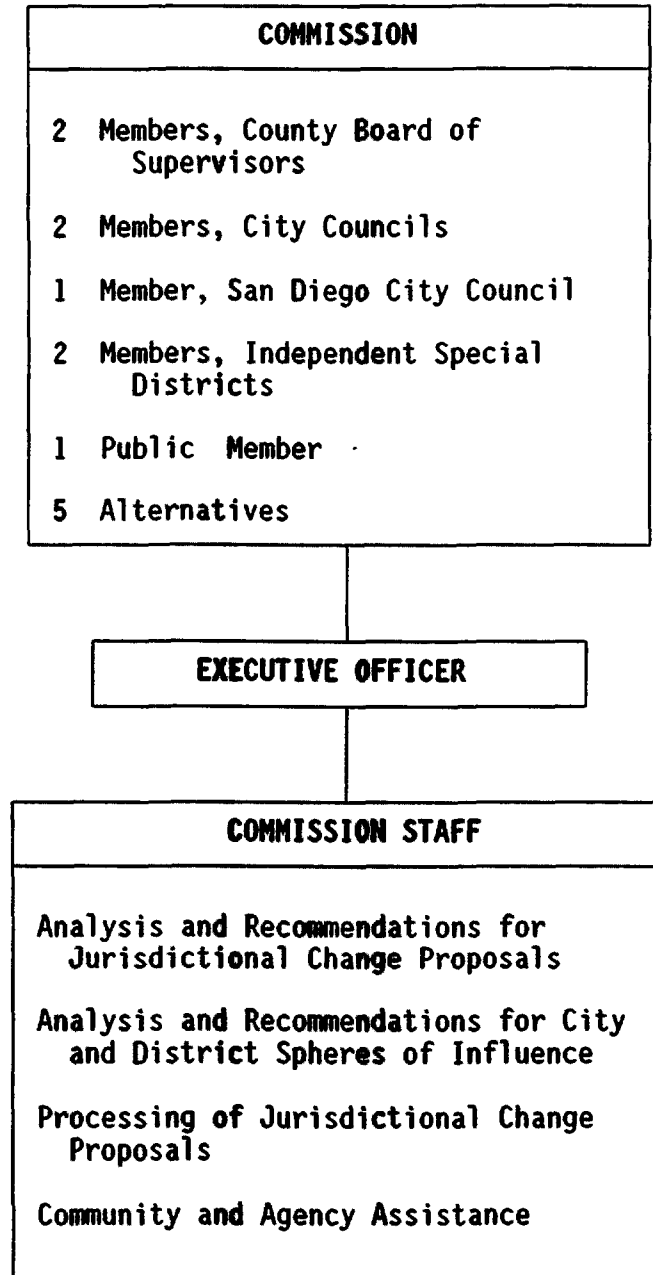 COMMISSION
2 Members, County Board of
Supervisors
2 Members, City Councils
1 Member, San Diego City Council
2 Members, Independent Special
Districts
1 Public Member
5 Alternatives
EXECUTIVE OFFICER
COMMISSION STAFF
Analysis and Recommendations for
Jurisdictional Change Proposals
Analysis and Recommendations for City
and District Spheres of Influence
Processing of Jurisdictional Change
Proposals
Community and Agency Assistance